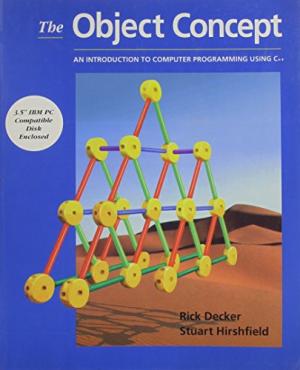 The Object Concept
AN INTRODUCTION TO COMPUTER PROGRAMMING USING C++
3.5" IBM PC
Compatible
Disk
Enclosed
Rick Decker
Stuart Hirshfield